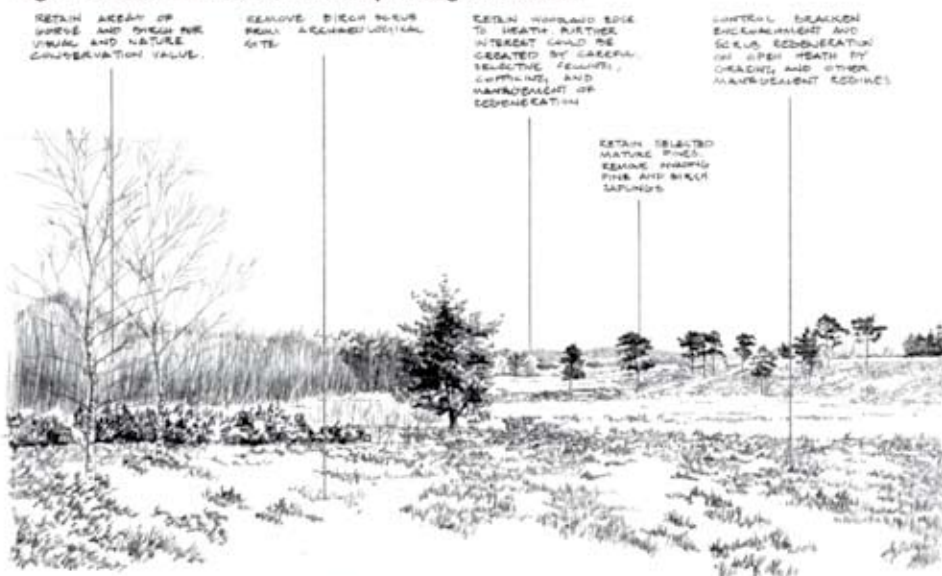 RETAIN AREAS OF
GORSE AND BIRCH FOR
VISUAL AND NATURE
CONSERVATION VALUE.
REMOVE BIRCH SCRUB
FROM ARCHAEOLOGICAL
SITE
RETAIN WOODLAND EDGE
TO HEATH. FURTHER
INTEREST COULD BE
CREATED BY CAREFUL
SELECTIVE FELLING,
COPPICING AND
MANAGEMENT OF
REGENERATION
RETAIN SELECTED
MATURE PINES.
REMOVE INVADING
PINE AND BIRCH
SAPLINGS
CONTROL BRACKEN
ENCROACHMENT AND
SCRUB REGENERATION
ON OPEN HEATH BY
GRAZING AND OTHER
MANAGEMENT REGIMES